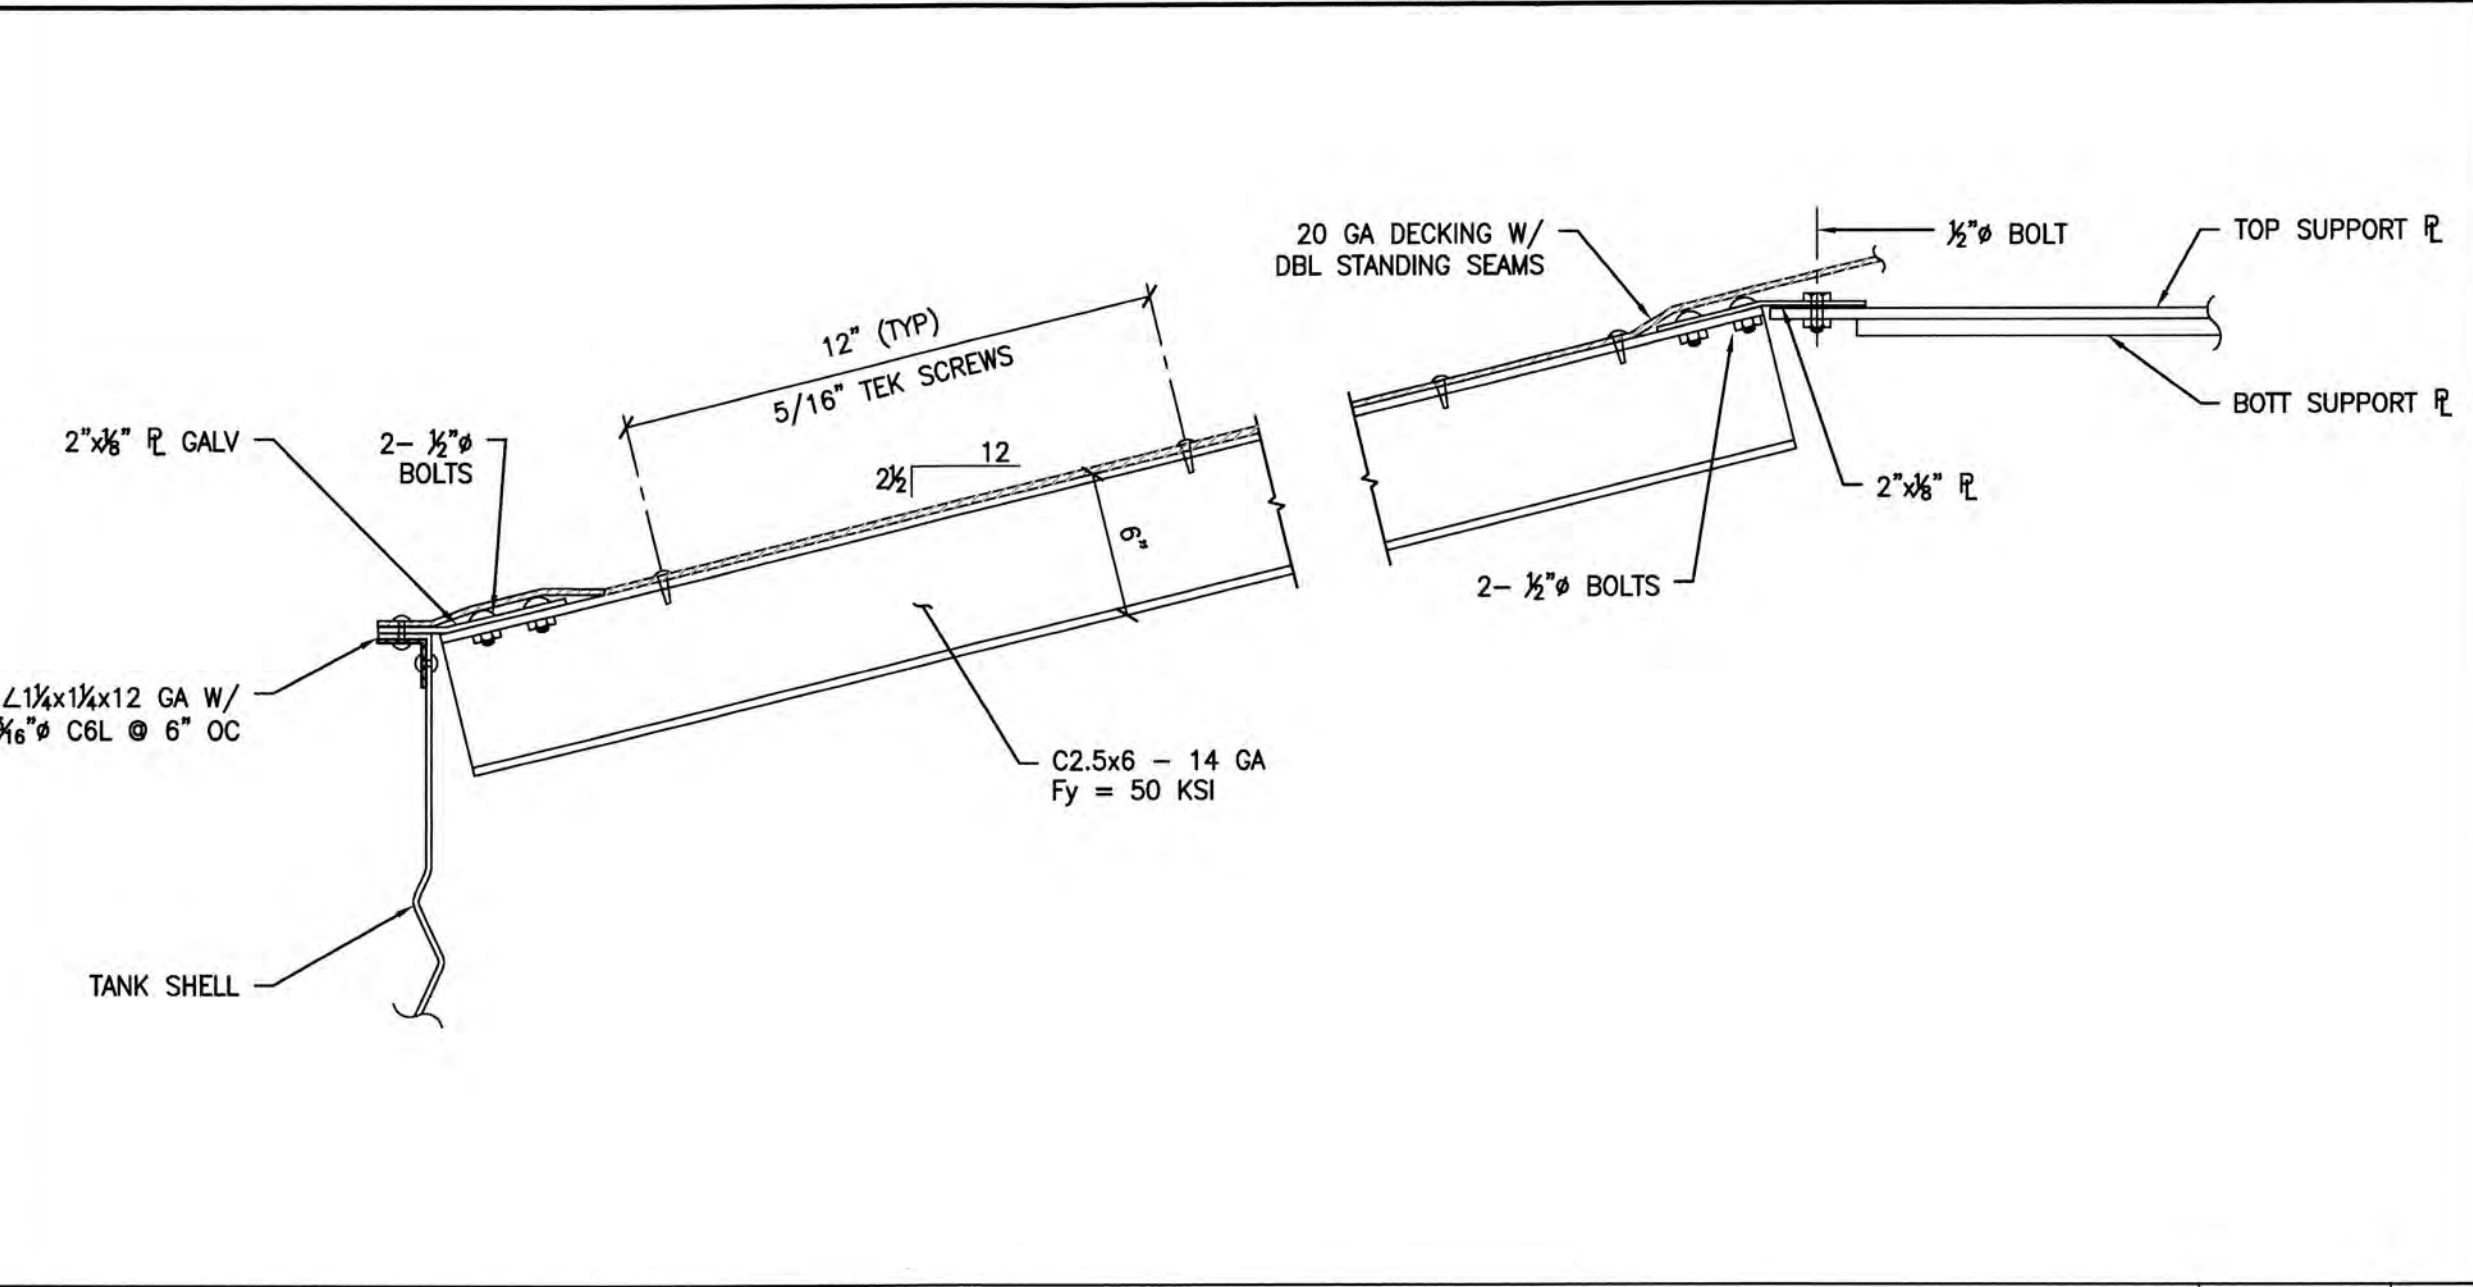 20 GA DECKING W/
DBL STANDING SEAMS
½"ø BOLT
TOP SUPPORT ℙL
12" (TYP)
5/16" TEK SCREWS
2"x⅛" ℙL GALV
2– ½"ø
BOLTS
12
2½
6"
BOTT SUPPORT ℙL
2"x⅛" ℙL
2– ½"ø BOLTS
∠1¼x1¼x12 GA W/
C6L @ 6" OC
C2.5x6 – 14 GA
Fy = 50 KSI
TANK SHELL